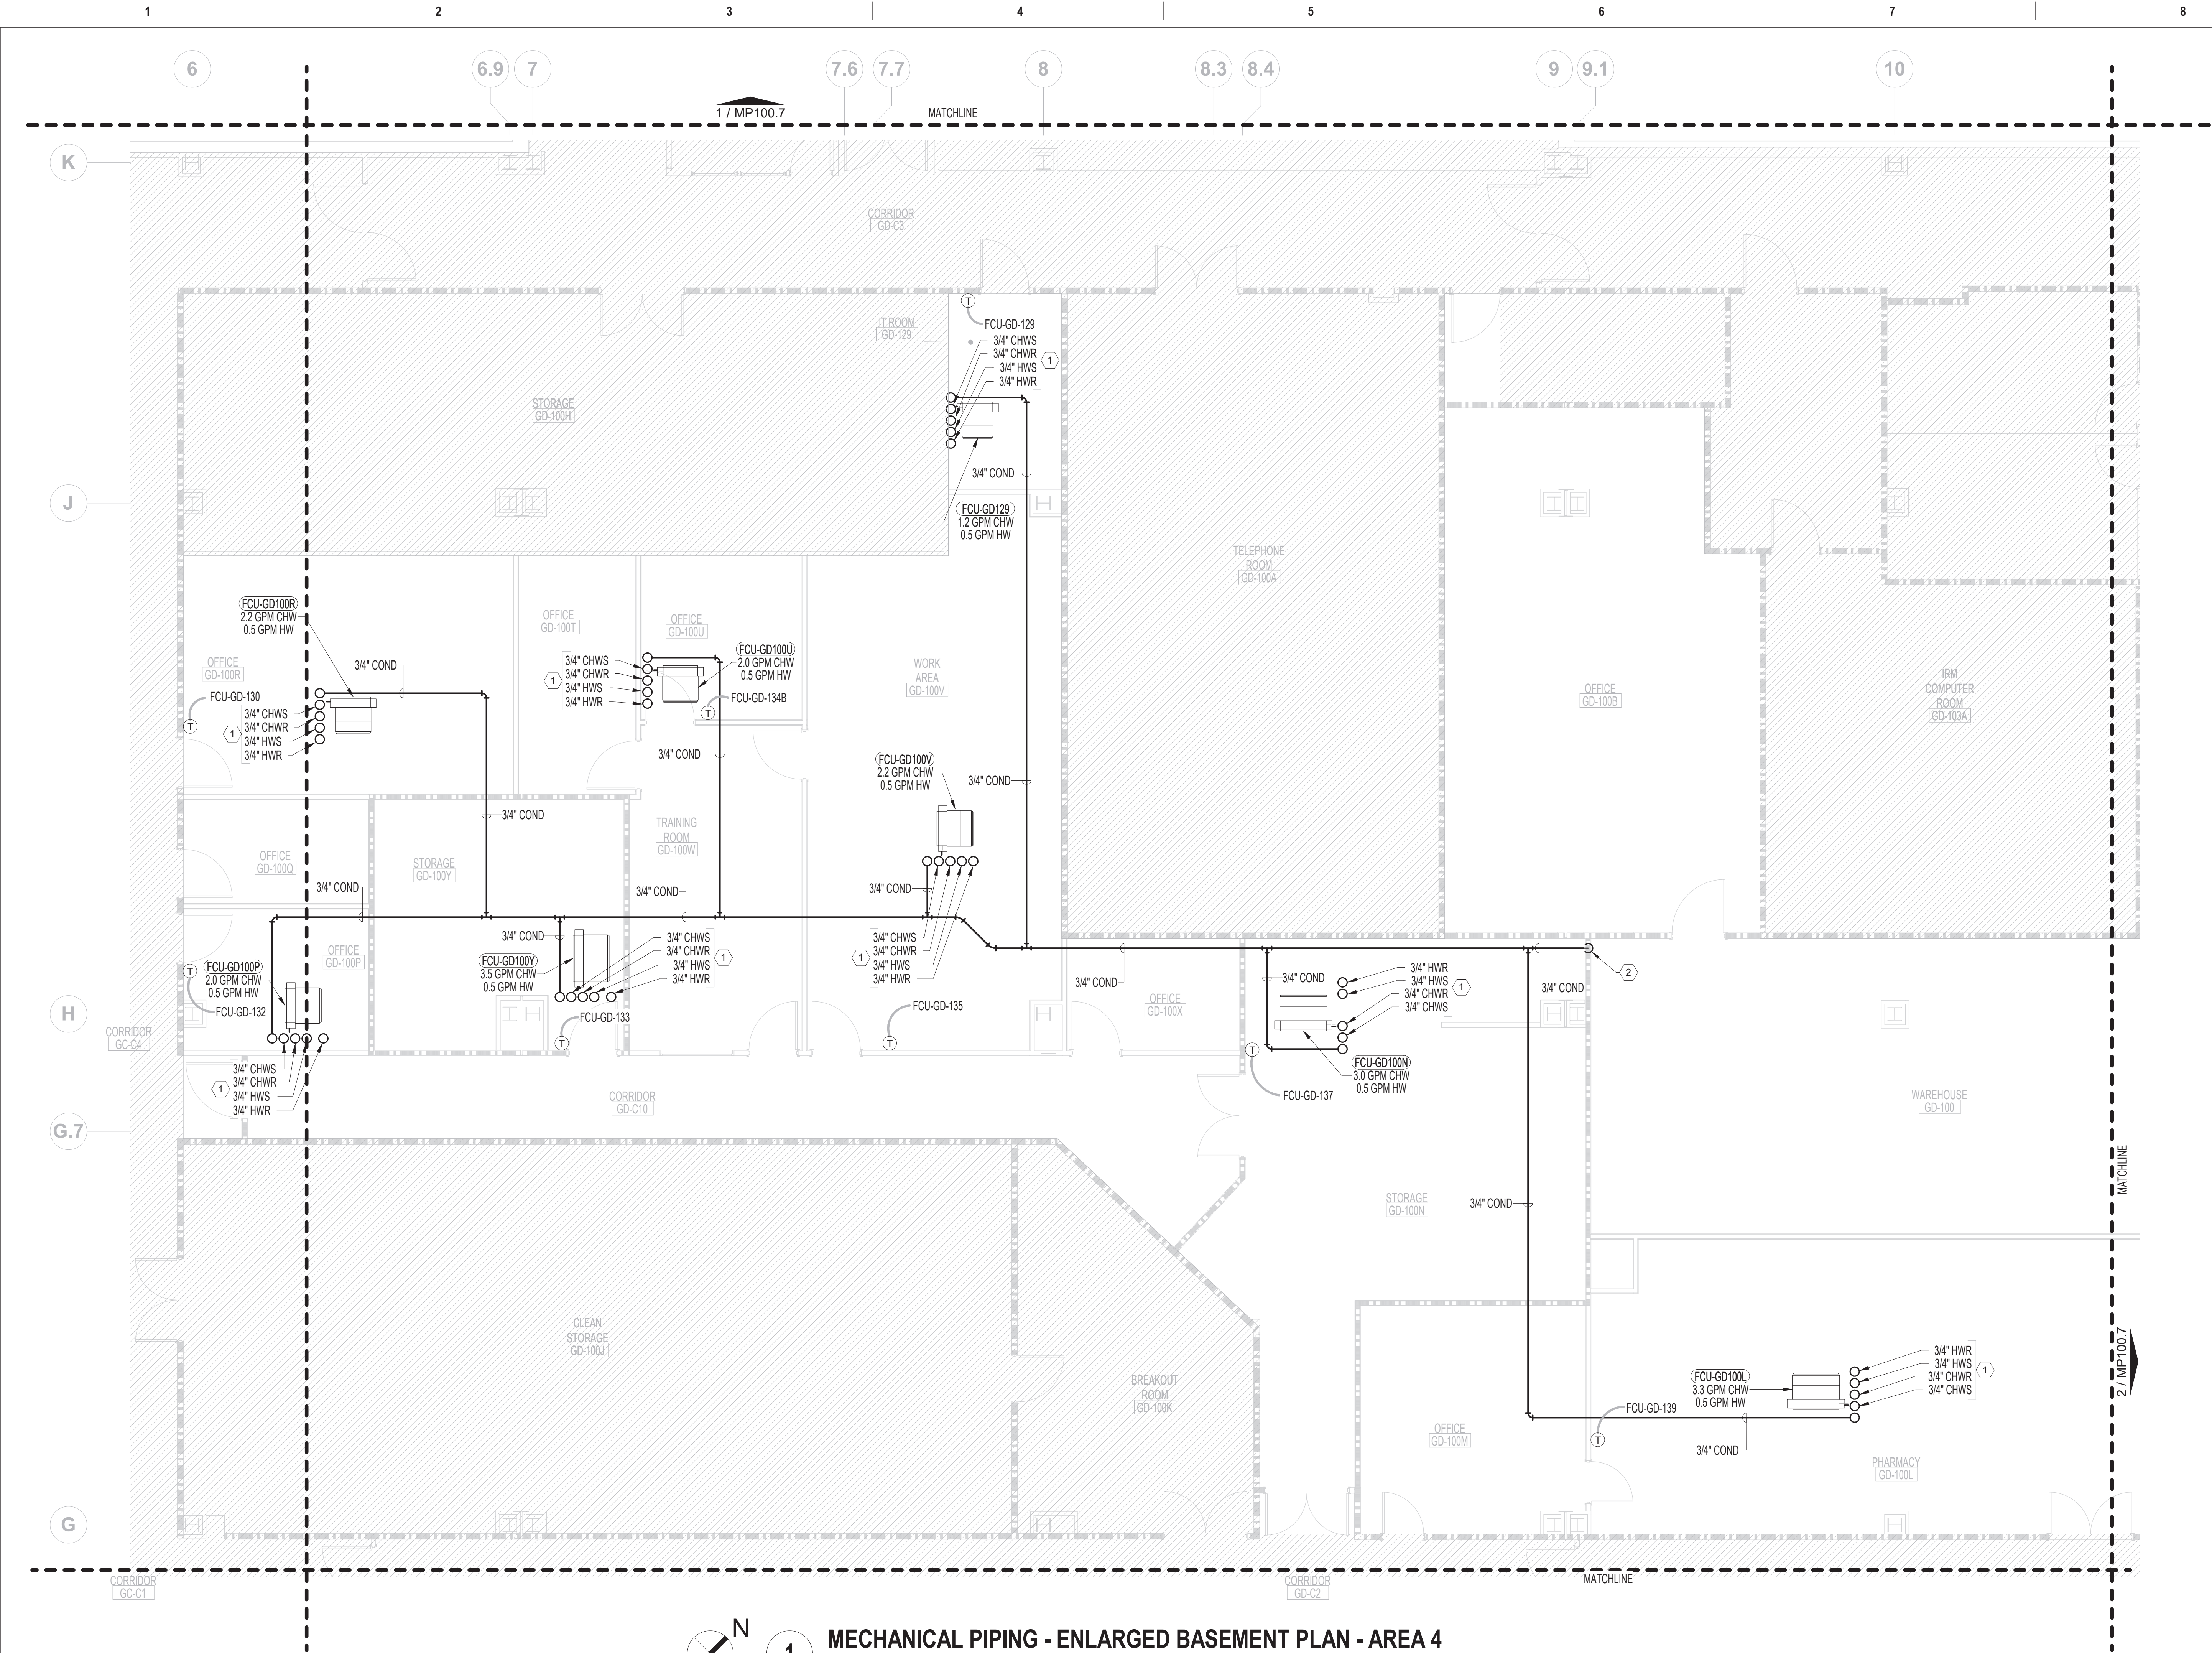 1
2
3
4
5
6
7
8
6
6.9
7
7.6
7.7
8
8.3
8.4
9
9.1
10
1 / MP100.7
MATCHLINE
K
CORRIDOR
GD-C3
IT ROOM
GD-129
T
FCU-GD-129
3/4" CHWS
3/4" CHWR
3/4" HWS
3/4" HWR
1
STORAGE
GD-100H
3/4" COND
J
FCU-GD129
1.2 GPM CHW
0.5 GPM HW
TELEPHONE
ROOM
GD-100A
FCU-GD100R
2.2 GPM CHW
0.5 GPM HW
OFFICE
GD-100T
OFFICE
GD-100U
FCU-GD100U
2.0 GPM CHW
0.5 GPM HW
3/4" CHWS
3/4" CHWR
3/4" HWS
3/4" HWR
1
FCU-GD-134B
T
OFFICE
GD-100R
3/4" COND
FCU-GD-130
T
3/4" CHWS
3/4" CHWR
3/4" HWS
3/4" HWR
1
WORK
AREA
GD-100V
OFFICE
GD-100B
IRM
COMPUTER
ROOM
GD-103A
3/4" COND
FCU-GD100V
2.2 GPM CHW
0.5 GPM HW
3/4" COND
3/4" COND
TRAINING
ROOM
GD-100W
OFFICE
GD-100Q
STORAGE
GD-100Y
3/4" COND
3/4" COND
3/4" COND
3/4" COND
OFFICE
GD-100P
FCU-GD100P
2.0 GPM CHW
0.5 GPM HW
T
FCU-GD-132
FCU-GD100Y
3.5 GPM CHW
0.5 GPM HW
3/4" CHWS
3/4" CHWR
3/4" HWS
3/4" HWR
1
3/4" CHWS
3/4" CHWR
3/4" HWS
3/4" HWR
1
3/4" COND
3/4" COND
3/4" HWR
3/4" HWS
3/4" CHWR
3/4" CHWS
1
3/4" COND
2
H
FCU-GD-133
T
FCU-GD-135
T
OFFICE
GD-100X
CORRIDOR
GC-C4
T
FCU-GD-137
FCU-GD100N
3.0 GPM CHW
0.5 GPM HW
3/4" CHWS
3/4" CHWR
3/4" HWS
3/4" HWR
1
CORRIDOR
GD-C10
WAREHOUSE
GD-100
G.7
MATCHLINE
STORAGE
GD-100N
3/4" COND
CLEAN
STORAGE
GD-100J
BREAKOUT
ROOM
GD-100K
FCU-GD100L
3.3 GPM CHW
0.5 GPM HW
3/4" HWR
3/4" HWS
3/4" CHWR
3/4" CHWS
1
2 / MP100.7
FCU-GD-139
T
OFFICE
GD-100M
3/4" COND
PHARMACY
GD-100L
G
CORRIDOR
GC-C1
CORRIDOR
GD-C2
MATCHLINE
N
1
MECHANICAL PIPING - ENLARGED BASEMENT PLAN - AREA 4